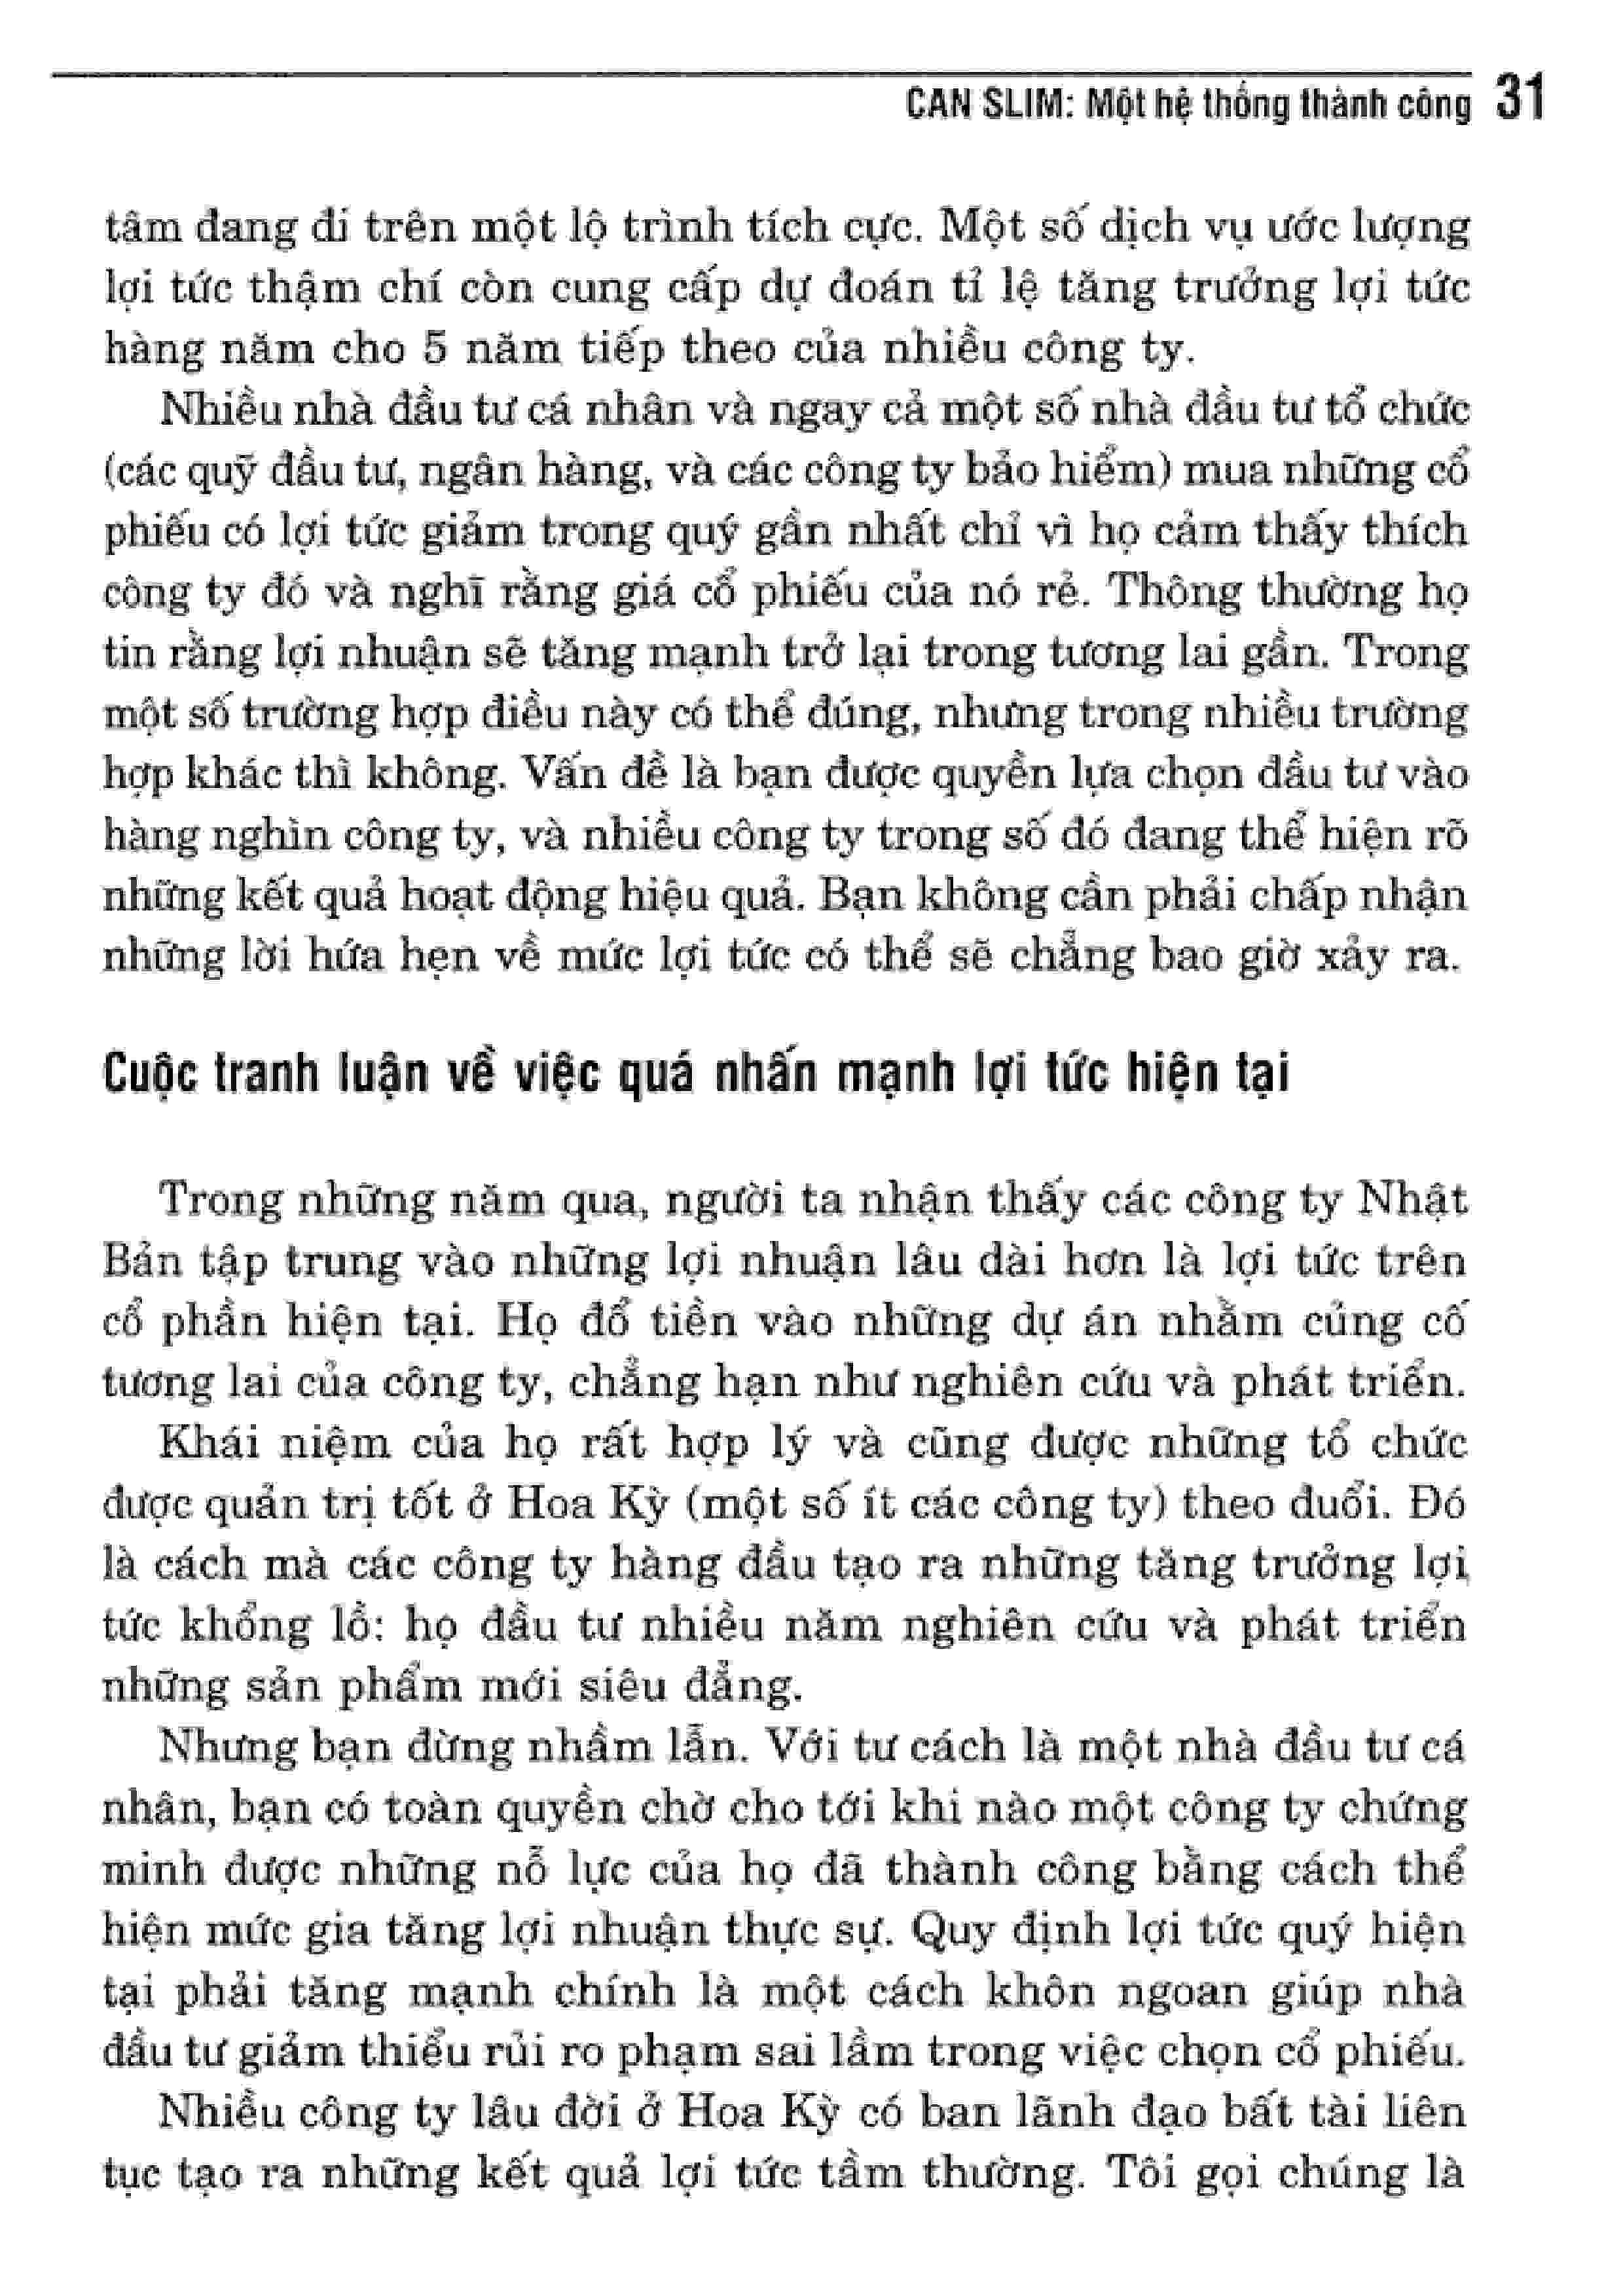 CAN SLIM: Một hệ thống thành công 31
tâm đang đi trên một lộ trình tích cực. Một số dịch vụ ước lượng
lợi tức thậm chí còn cung cấp dự đoán tỉ lệ tăng trưởng lợi tức
hàng năm cho 5 năm tiếp theo của nhiều công ty.
Nhiều nhà đầu tư cá nhân và ngay cả một số nhà đầu tư tổ chức
(các quỹ đầu tư, ngân hàng, và các công ty bảo hiểm) mua những cổ
phiếu có lợi tức giảm trong quý gần nhất chỉ vì họ cảm thấy thích
công ty đó và nghĩ rằng giá cổ phiếu của nó rẻ. Thông thường họ
tin rằng lợi nhuận sẽ tăng mạnh trở lại trong tương lai gần. Trong
một số trường hợp điều này có thể đúng, nhưng trong nhiều trường
hợp khác thì không. Vấn đề là bạn được quyền lựa chọn đầu tư vào
hàng nghìn công ty, và nhiều công ty trong số đó đang thể hiện rõ
những kết quả hoạt động hiệu quả. Bạn không cần phải chấp nhận
những lời hứa hẹn về mức lợi tức có thể sẽ chẳng bao giờ xảy ra.
Cuộc tranh luận về việc quá nhấn mạnh lợi tức hiện tại
Trong những năm qua, người ta nhận thấy các công ty Nhật
Bản tập trung vào những lợi nhuận lâu dài hơn là lợi tức trên
cổ phần hiện tại. Họ đổ tiền vào những dự án nhằm củng cố
tương lai của công ty, chẳng hạn như nghiên cứu và phát triển.
Khái niệm của họ rất hợp lý và cũng được những tổ chức
được quản trị tốt ở Hoa Kỳ (một số ít các công ty) theo đuổi. Đó
là cách mà các công ty hàng đầu tạo ra những tăng trưởng lợi
tức khổng lồ: họ đầu tư nhiều năm nghiên cứu và phát triển
những sản phẩm mới siêu đẳng.
Nhưng bạn đừng nhầm lẫn. Với tư cách là một nhà đầu tư cá
nhân, bạn có toàn quyền chờ cho tới khi nào một công ty chứng
minh được những nỗ lực của họ đã thành công bằng cách thể
hiện mức gia tăng lợi nhuận thực sự. Quy định lợi tức quý hiện
tại phải tăng mạnh chính là một cách khôn ngoan giúp nhà
đầu tư giảm thiểu rủi ro phạm sai lầm trong việc chọn cổ phiếu.
Nhiều công ty lâu đời ở Hoa Kỳ có ban lãnh đạo bất tài liên
tục tạo ra những kết quả lợi tức tầm thường. Tôi gọi chúng là